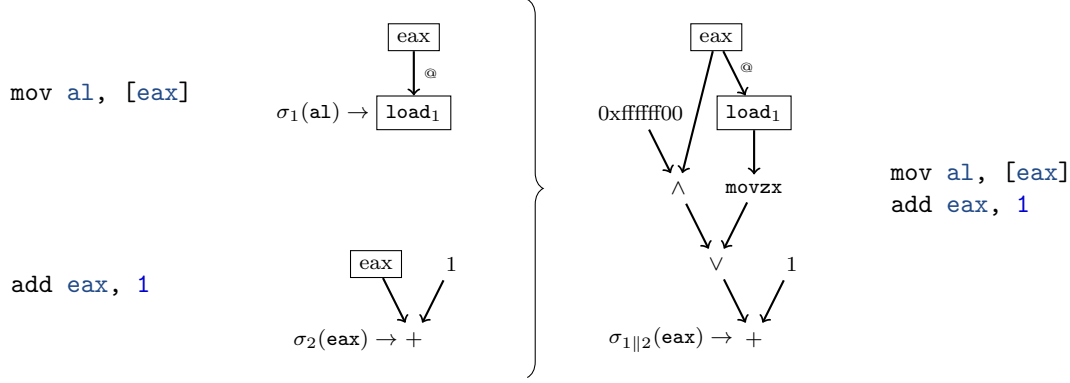 mov al, [eax]
eax
@
σ₁(al) → load₁
add eax, 1
eax 1
σ₂(eax) → +
eax
@
0xffffff00 load₁
∧ movzx
∨ 1
σ₁∥₂(eax) → +
mov al, [eax]
add eax, 1